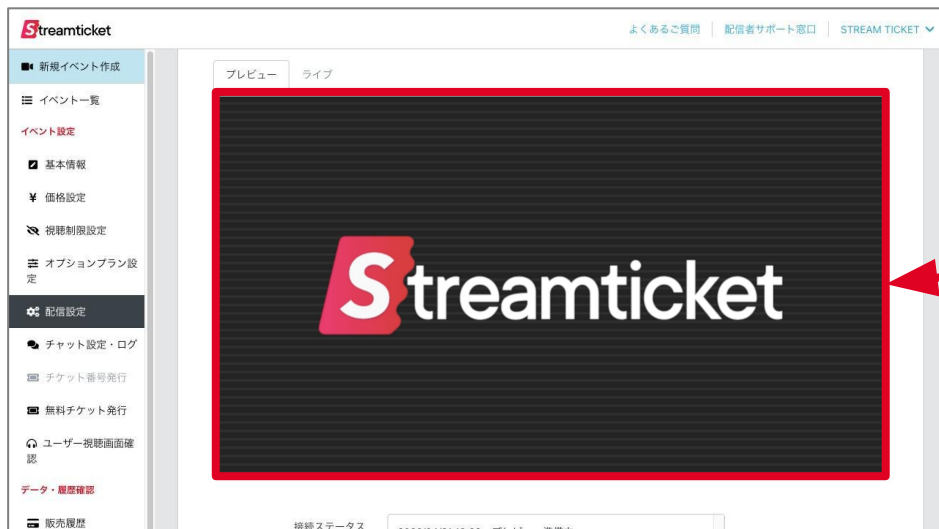 Streamticket
よくあるご質問
配信者サポート窓口
STREAM TICKET
新規イベント作成
イベント一覧
イベント設定
基本情報
価格設定
視聴制限設定
オプションプラン設
定
配信設定
チャット設定・ログ
チケット番号発行
無料チケット発行
ユーザー視聴画面確
認
データ・履歴確認
販売履歴
プレビュー
ライブ
Streamticket
接続ステータス